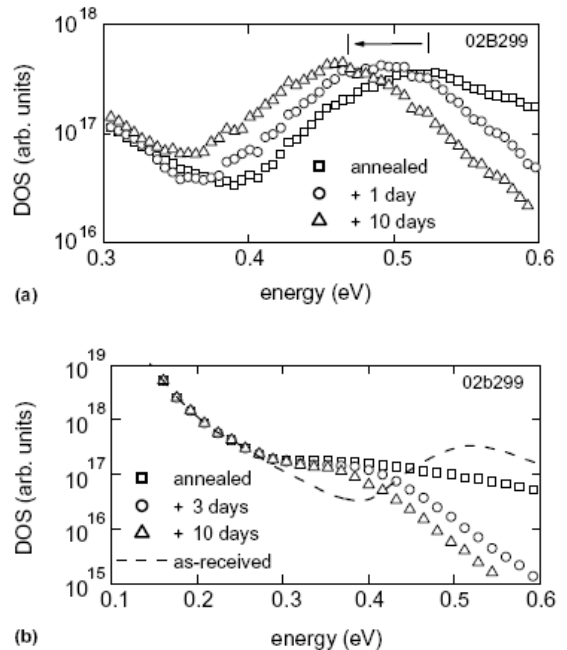 10^18
02B299
DOS (arb. units)
10^17
□ annealed
○ + 1 day
△ + 10 days
10^16
0.3 0.4 0.5 0.6
(a) energy (eV)
10^19
02b299
DOS (arb. units)
10^18
10^17
□ annealed
○ + 3 days
10^16
△ + 10 days
as-received
10^15
0.1 0.2 0.3 0.4 0.5 0.6
(b) energy (eV)